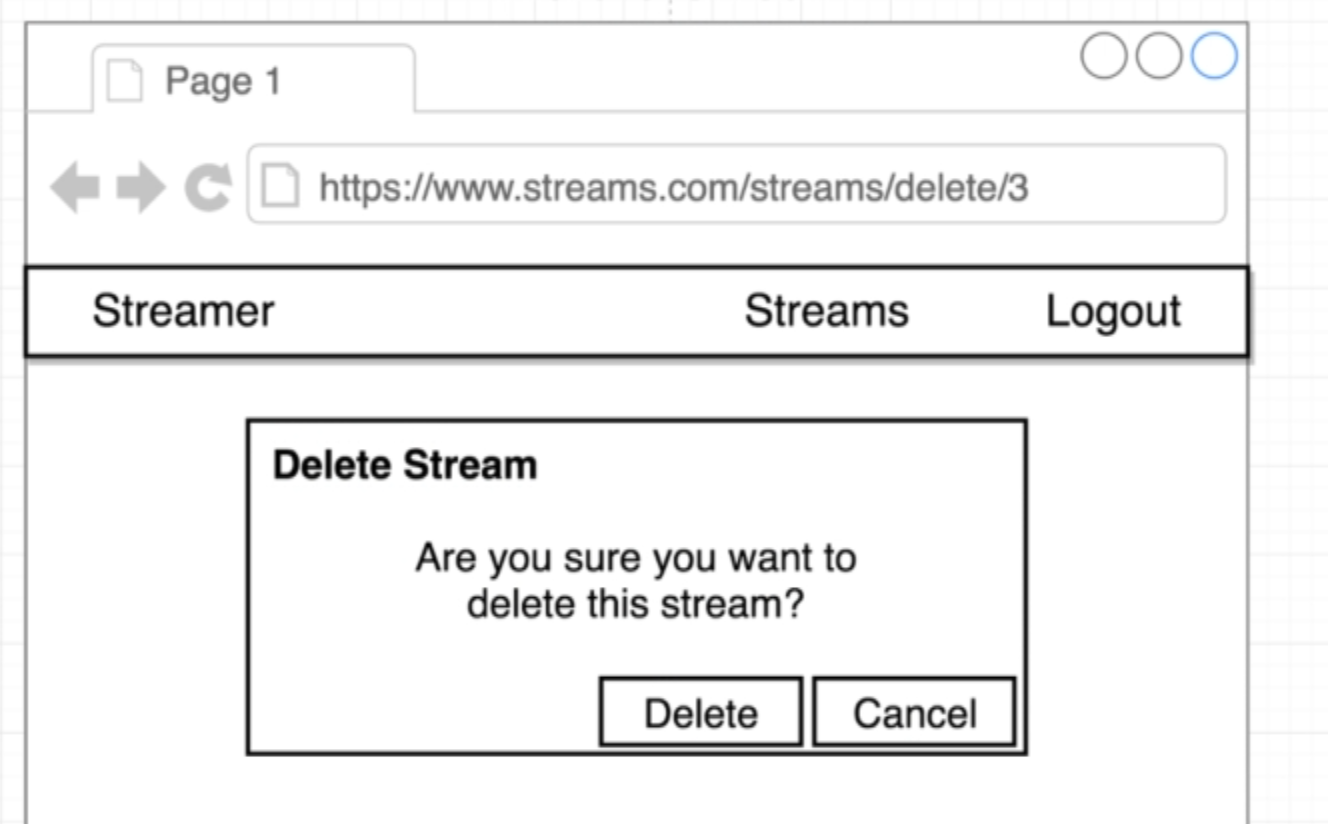 Page 1
https://www.streams.com/streams/delete/3
Streamer Streams Logout
Delete Stream
Are you sure you want to
delete this stream?
Delete Cancel